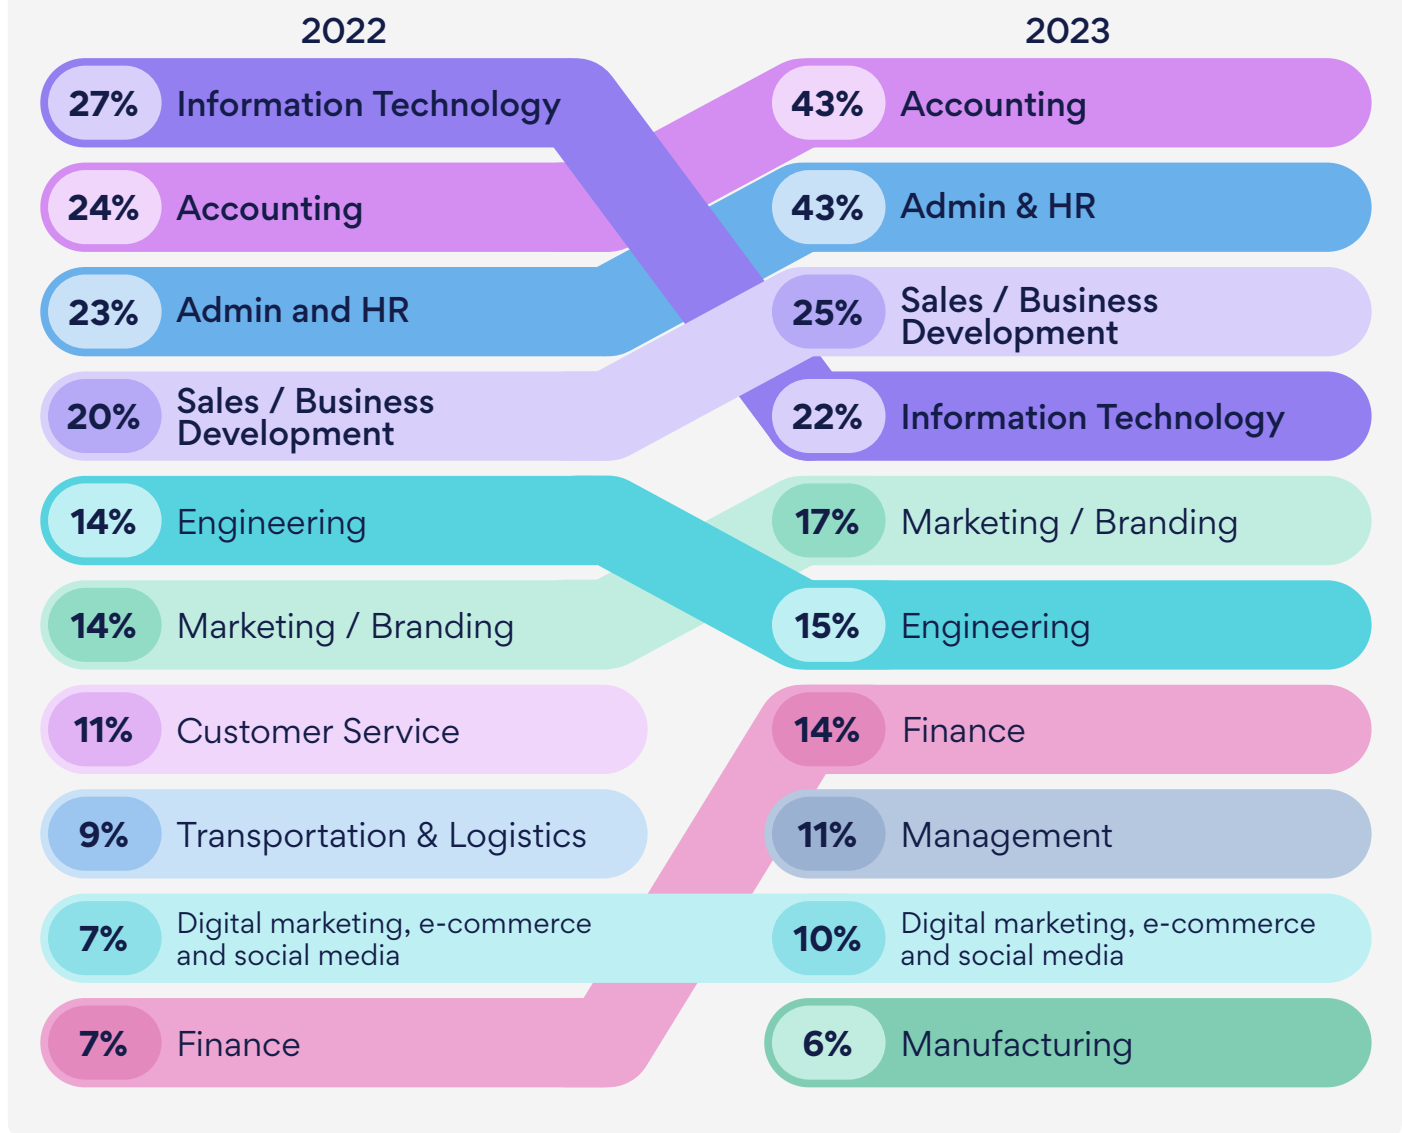 2022
27% Information Technology
24% Accounting
23% Admin and HR
20% Sales / Business
Development
14% Engineering
14% Marketing / Branding
11% Customer Service
9% Transportation & Logistics
7% Digital marketing, e-commerce
and social media
7% Finance
2023
43% Accounting
43% Admin & HR
25% Sales / Business
Development
22% Information Technology
17% Marketing / Branding
15% Engineering
14% Finance
11% Management
10% Digital marketing, e-commerce
and social media
6% Manufacturing